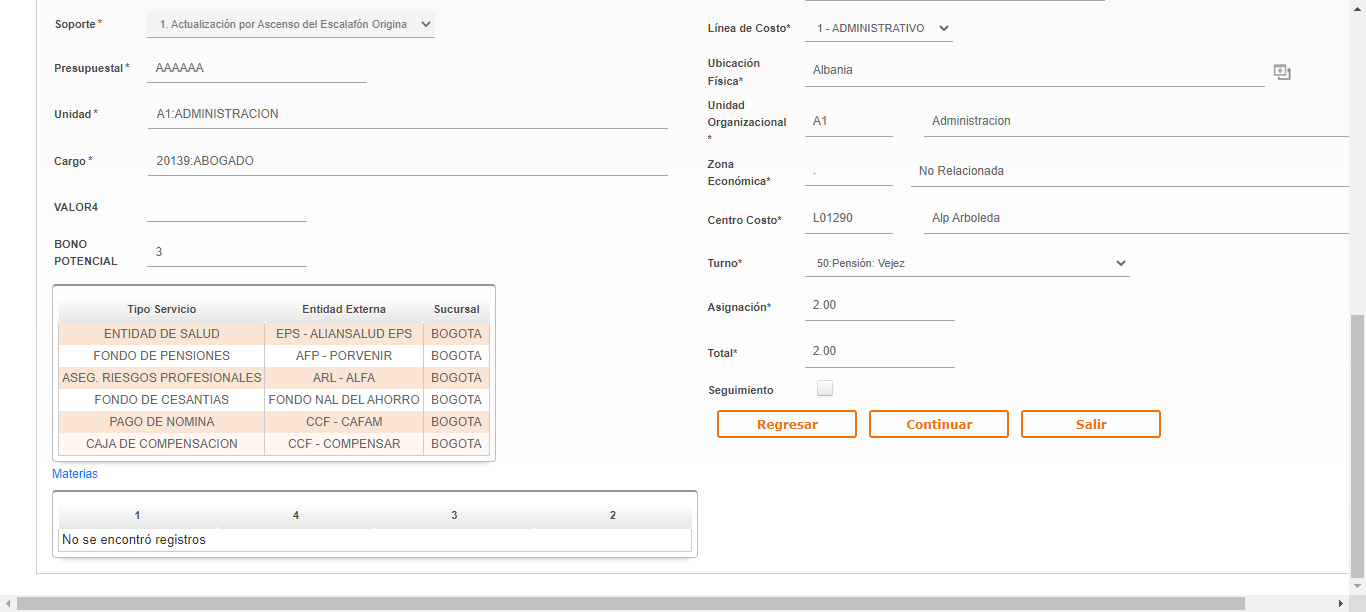 Soporte*
1. Actualización por Ascenso del Escalafón Origina
Presupuestal*
AAAAAA
Unidad*
A1:ADMINISTRACION
Cargo*
20139:ABOGADO
VALOR4
BONO
POTENCIAL
3
Tipo Servicio Entidad Externa Sucursal
ENTIDAD DE SALUD EPS - ALIANSALUD EPS BOGOTA
FONDO DE PENSIONES AFP - PORVENIR BOGOTA
ASEG. RIESGOS PROFESIONALES ARL - ALFA BOGOTA
FONDO DE CESANTIAS FONDO NAL DEL AHORRO BOGOTA
PAGO DE NOMINA CCF - CAFAM BOGOTA
CAJA DE COMPENSACION CCF - COMPENSAR BOGOTA
Materias
1 4 3 2
No se encontró registros
Línea de Costo*
1 - ADMINISTRATIVO
Ubicación
Física*
Albania
Unidad
Organizacional
*
A1 Administracion
Zona
Económica*
. No Relacionada
Centro Costo*
L01290 Alp Arboleda
Turno*
50:Pensión: Vejez
Asignación*
2.00
Total*
2.00
Seguimiento
Regresar Continuar Salir